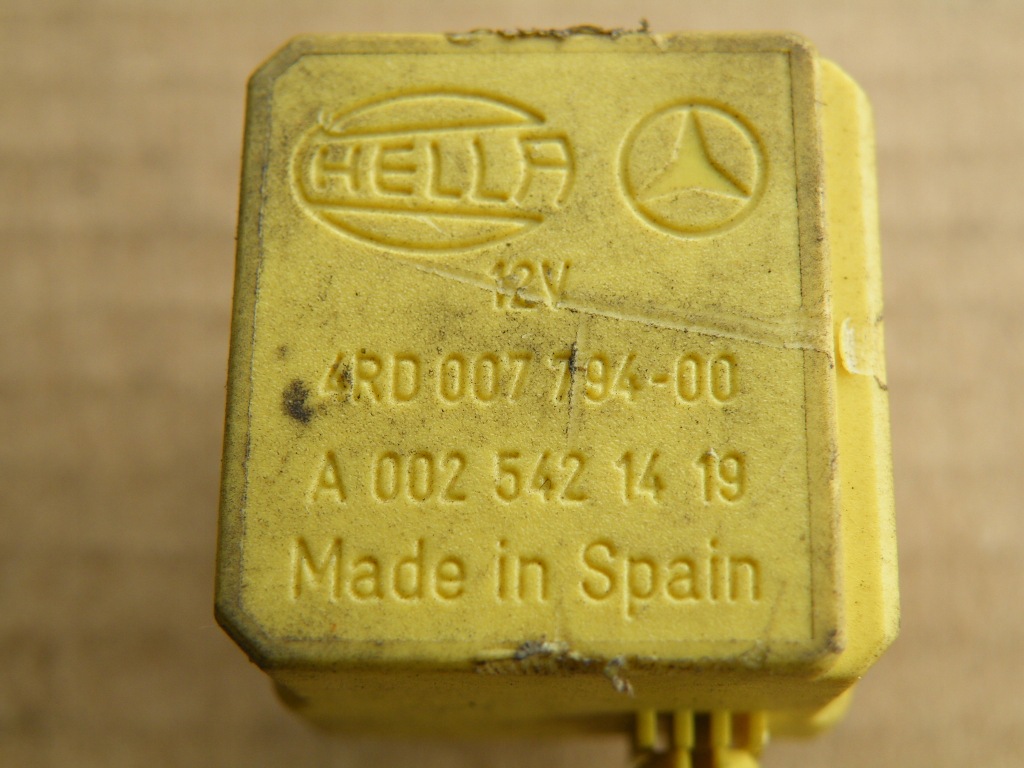 HELLA
12V
4RD 007 794-00
A 002 542 14 19
Made in Spain